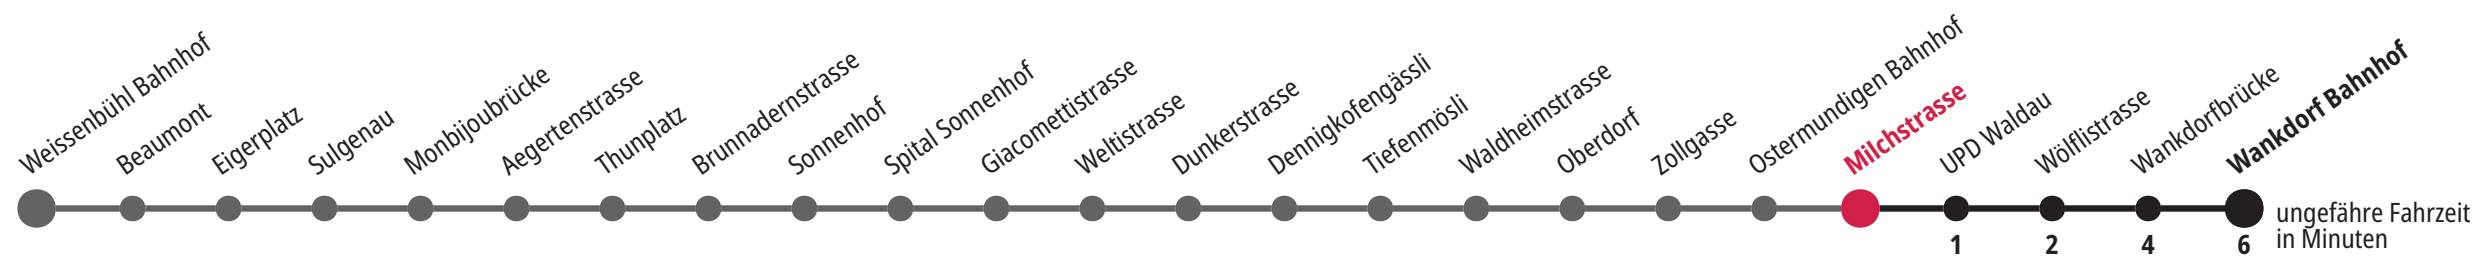 Weissenbühl Bahnhof
Beaumont
Eigerplatz
Sulgenau
Monbijoubrücke
Aegertenstrasse
Thunplatz
Brunnadernstrasse
Sonnenhof
Spital Sonnenhof
Giacomettistrasse
Weltistrasse
Dunkerstrasse
Dennigkofengässli
Tiefenmösli
Waldheimstrasse
Oberdorf
Zollgasse
Ostermundigen Bahnhof
Milchstrasse
UPD Waldau
Wölflistrasse
Wankdorfbrücke
Wankdorf Bahnhof
1 2 4 6
ungefähre Fahrzeit
in Minuten